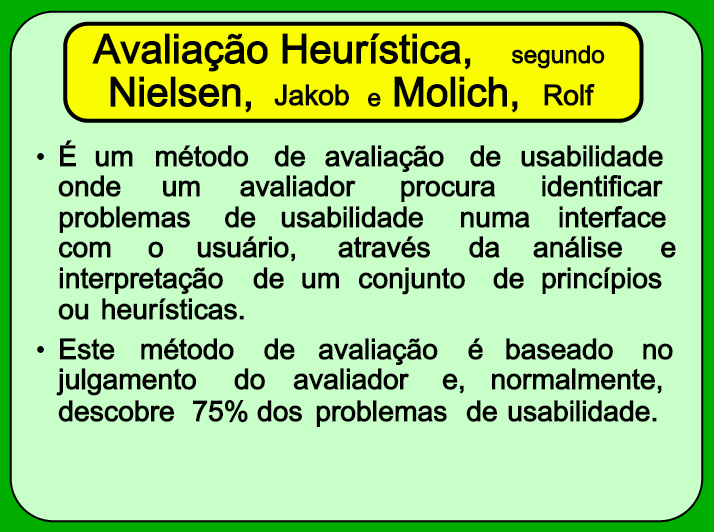 Avaliação Heurística, segundo
Nielsen, Jakob e Molich, Rolf
• É um método de avaliação de usabilidade
onde um avaliador procura identificar
problemas de usabilidade numa interface
com o usuário, através da análise e
interpretação de um conjunto de princípios
ou heurísticas.
• Este método de avaliação é baseado no
julgamento do avaliador e, normalmente,
descobre 75% dos problemas de usabilidade.